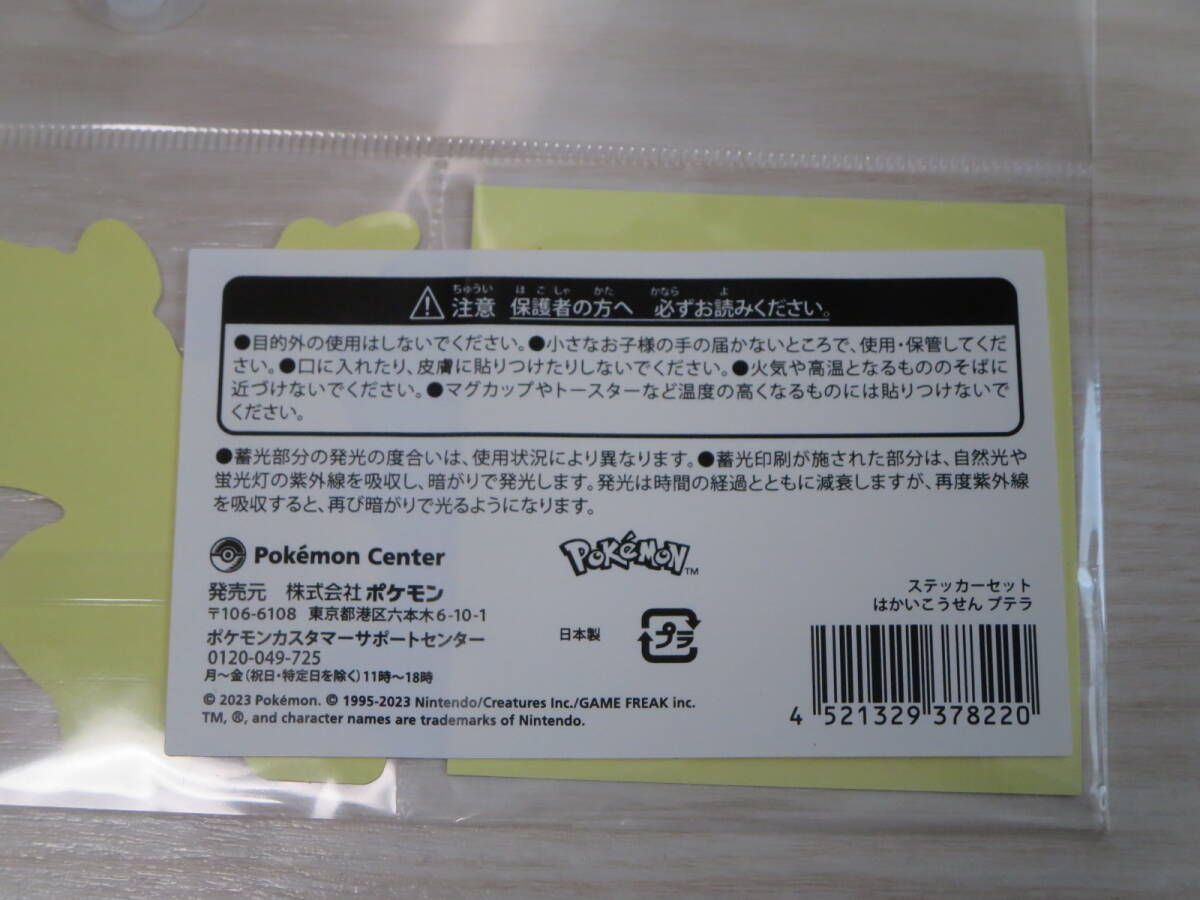 ちゅうい ほごしゃ かた かなら よ
注意 保護者の方へ 必ずお読みください。
●目的外の使用はしないでください。●小さなお子様の手の届かないところで、使用・保管してくだ
さい。●口に入れたり、皮膚に貼りつけたりしないでください。●火気や高温となるもののそばに
近づけないでください。●マグカップやトースターなど温度の高くなるものには貼りつけないで
ください。
●蓄光部分の発光の度合いは、使用状況により異なります。●蓄光印刷が施された部分は、自然光や
蛍光灯の紫外線を吸収し、暗がりで発光します。発光は時間の経過とともに減衰しますが、再度紫外線
を吸収すると、再び暗がりで光るようになります。
Pokémon Center
発売元 株式会社ポケモン
〒106-6108 東京都港区六本木6-10-1
ポケモンカスタマーサポートセンター
0120-049-725
月~金(祝日・特定日を除く)11時~18時
© 2023 Pokémon. © 1995-2023 Nintendo/Creatures Inc./GAME FREAK inc.
TM, ®, and character names are trademarks of Nintendo.
POKéMON™
日本製
プラ
ステッカーセット
はかいこうせん プテラ
4 521329 378220